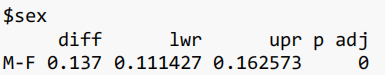 $sex
diff lwr upr p adj
M-F 0.137 0.111427 0.162573 0